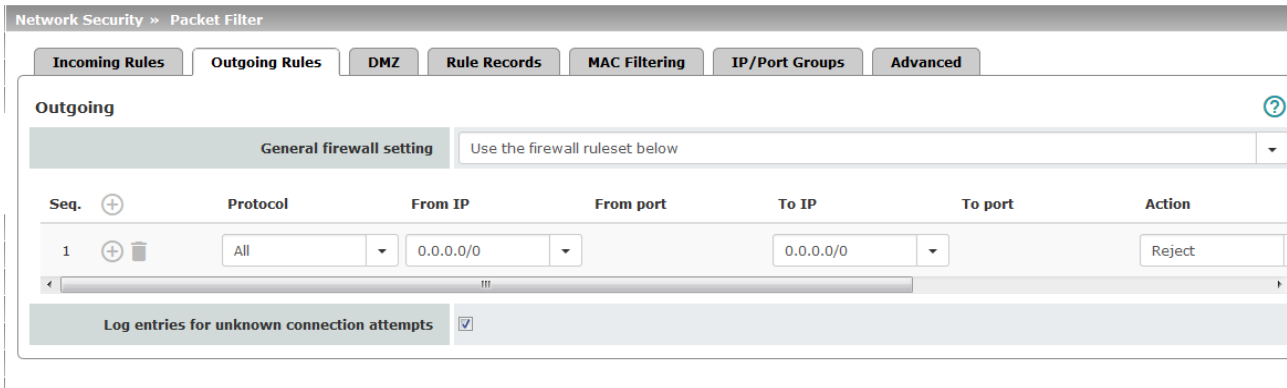 Network Security » Packet Filter
Incoming Rules Outgoing Rules DMZ Rule Records MAC Filtering IP/Port Groups Advanced
Outgoing
General firewall setting Use the firewall ruleset below
Seq. Protocol From IP From port To IP To port Action
1 All 0.0.0.0/0 0.0.0.0/0 Reject
Log entries for unknown connection attempts